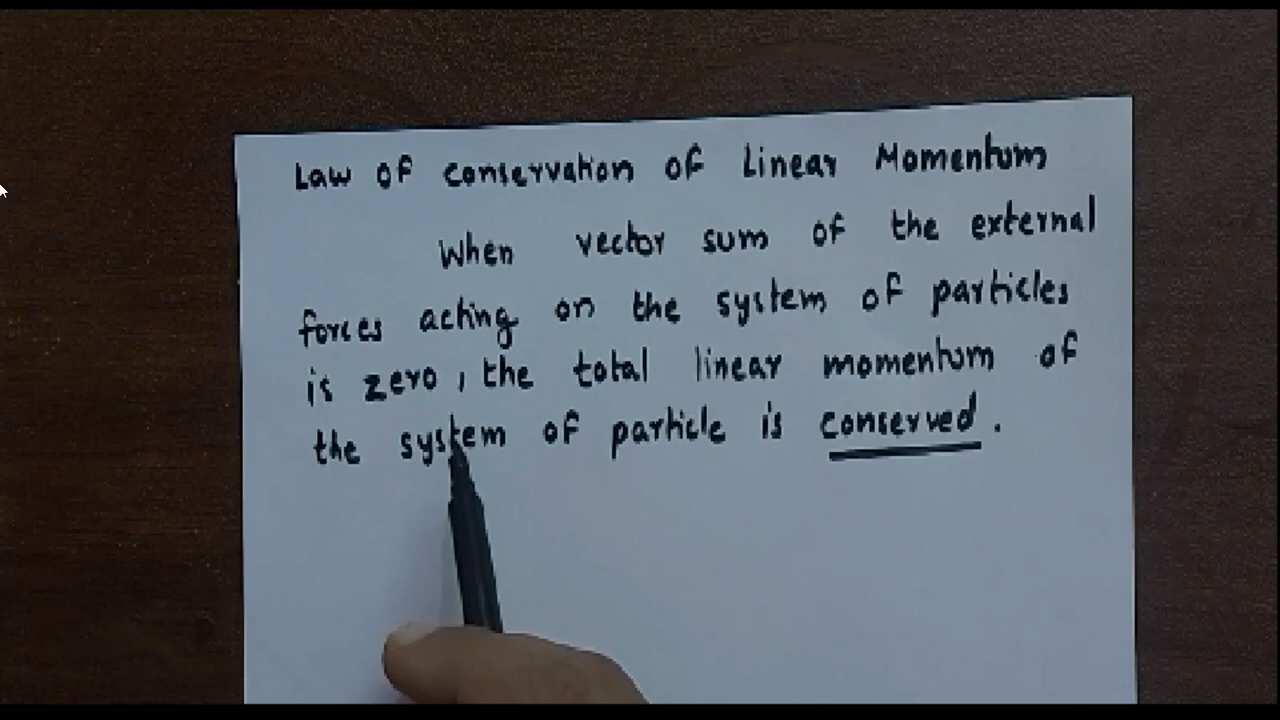 Law of conservation of Linear Momentum
When vector sum of the external
forces acting on the system of particles
is zero, the total linear momentum of
the system of particle is conserved.